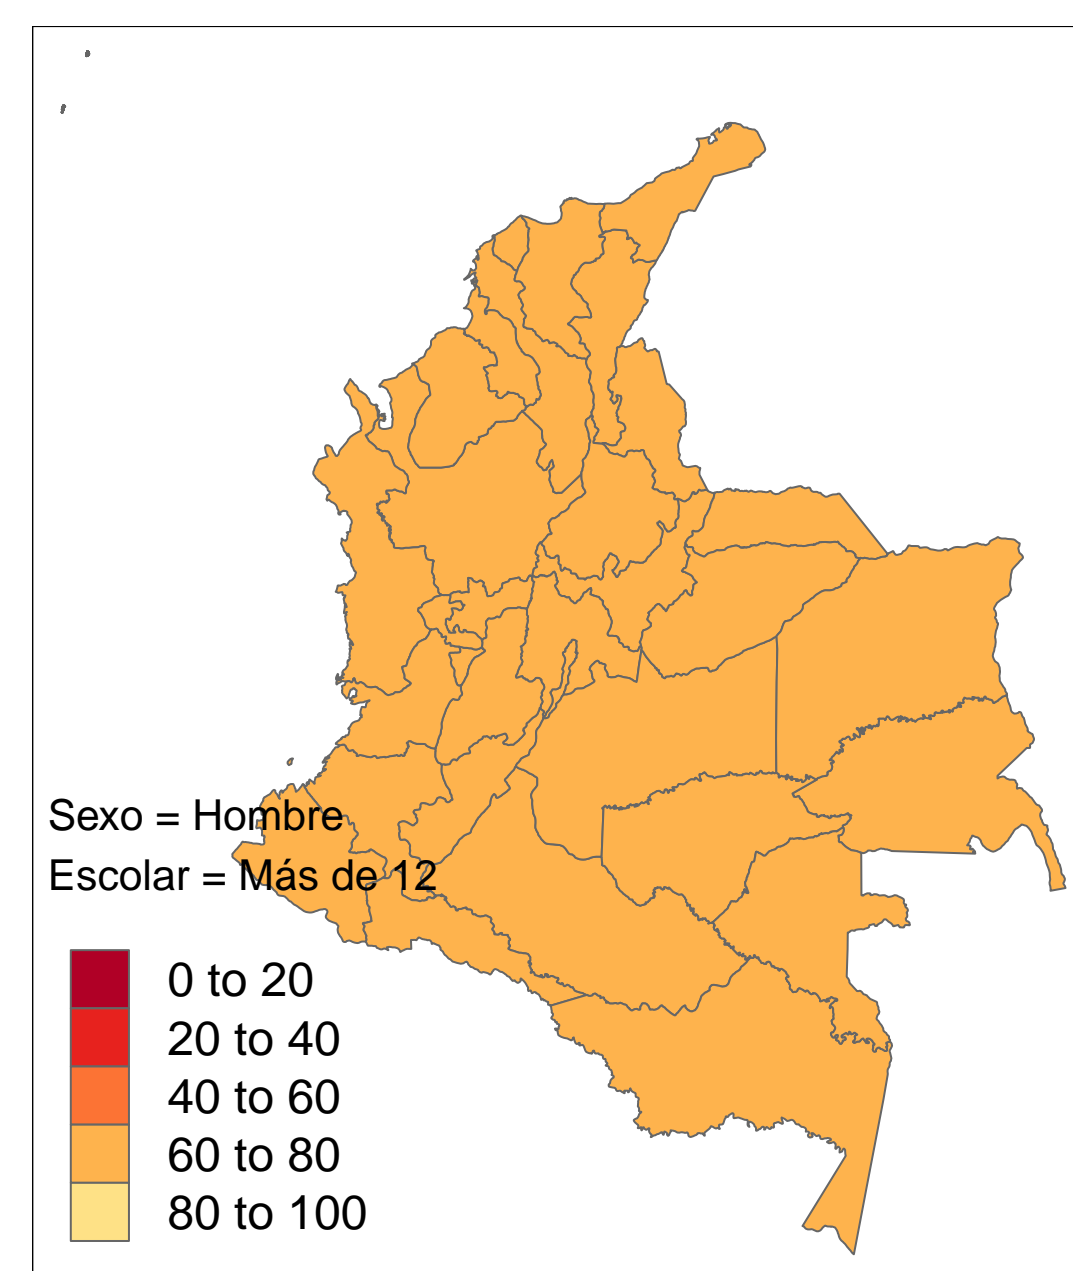 Sexo = Hombre
Escolar = Más de 12
0 to 20
20 to 40
40 to 60
60 to 80
80 to 100